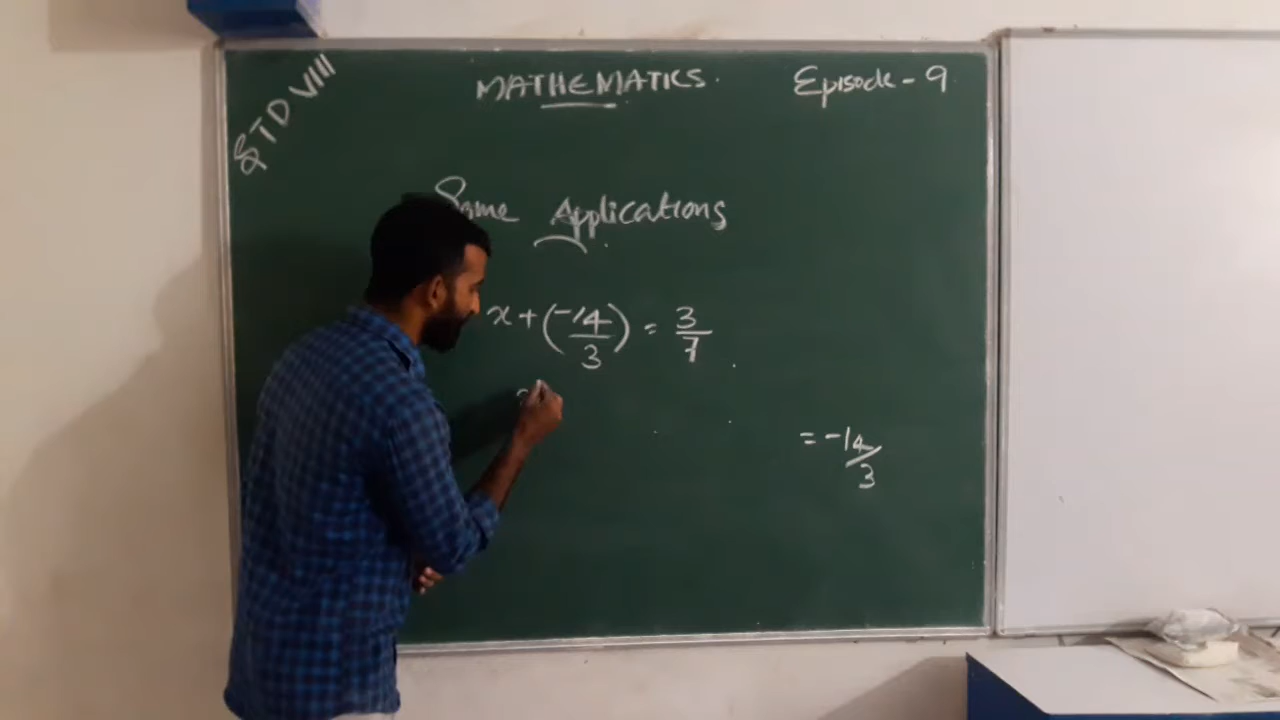 STD VIII
MATHEMATICS.
Episode - 9
Some Applications
x + (-14/3) = 3/7
= -14/3